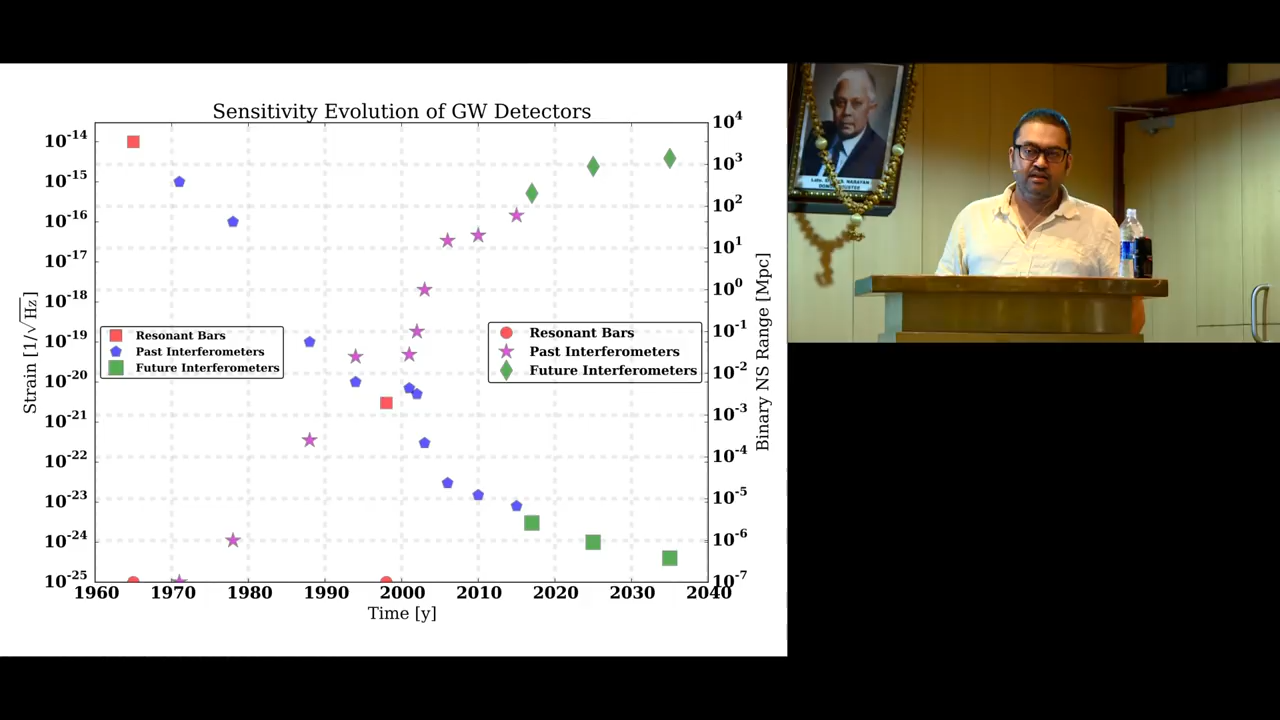 Sensitivity Evolution of GW Detectors
10^-14
10^-15
10^-16
10^-17
10^-18
10^-19
10^-20
10^-21
10^-22
10^-23
10^-24
10^-25
Strain [1/√Hz]
Resonant Bars
Past Interferometers
Future Interferometers
Resonant Bars
Past Interferometers
Future Interferometers
10^4
10^3
10^2
10^1
10^0
10^-1
10^-2
10^-3
10^-4
10^-5
10^-6
10^-7
Binary NS Range [Mpc]
1960 1970 1980 1990 2000 2010 2020 2030 2040
Time [y]
NARAYAN